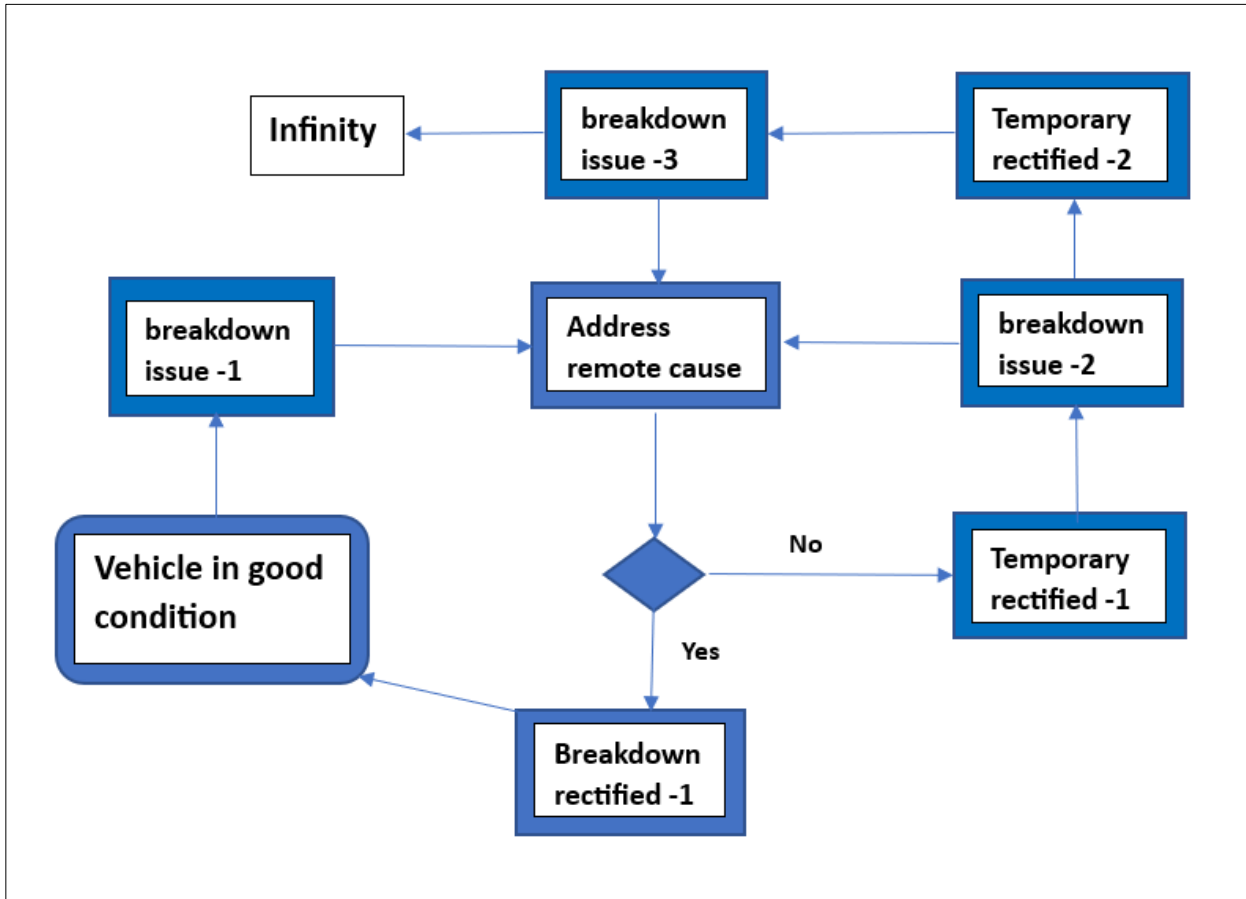 Infinity
breakdown
issue -3
Temporary
rectified -2
breakdown
issue -1
Address
remote cause
breakdown
issue -2
Vehicle in good
condition
No
Temporary
rectified -1
Yes
Breakdown
rectified -1